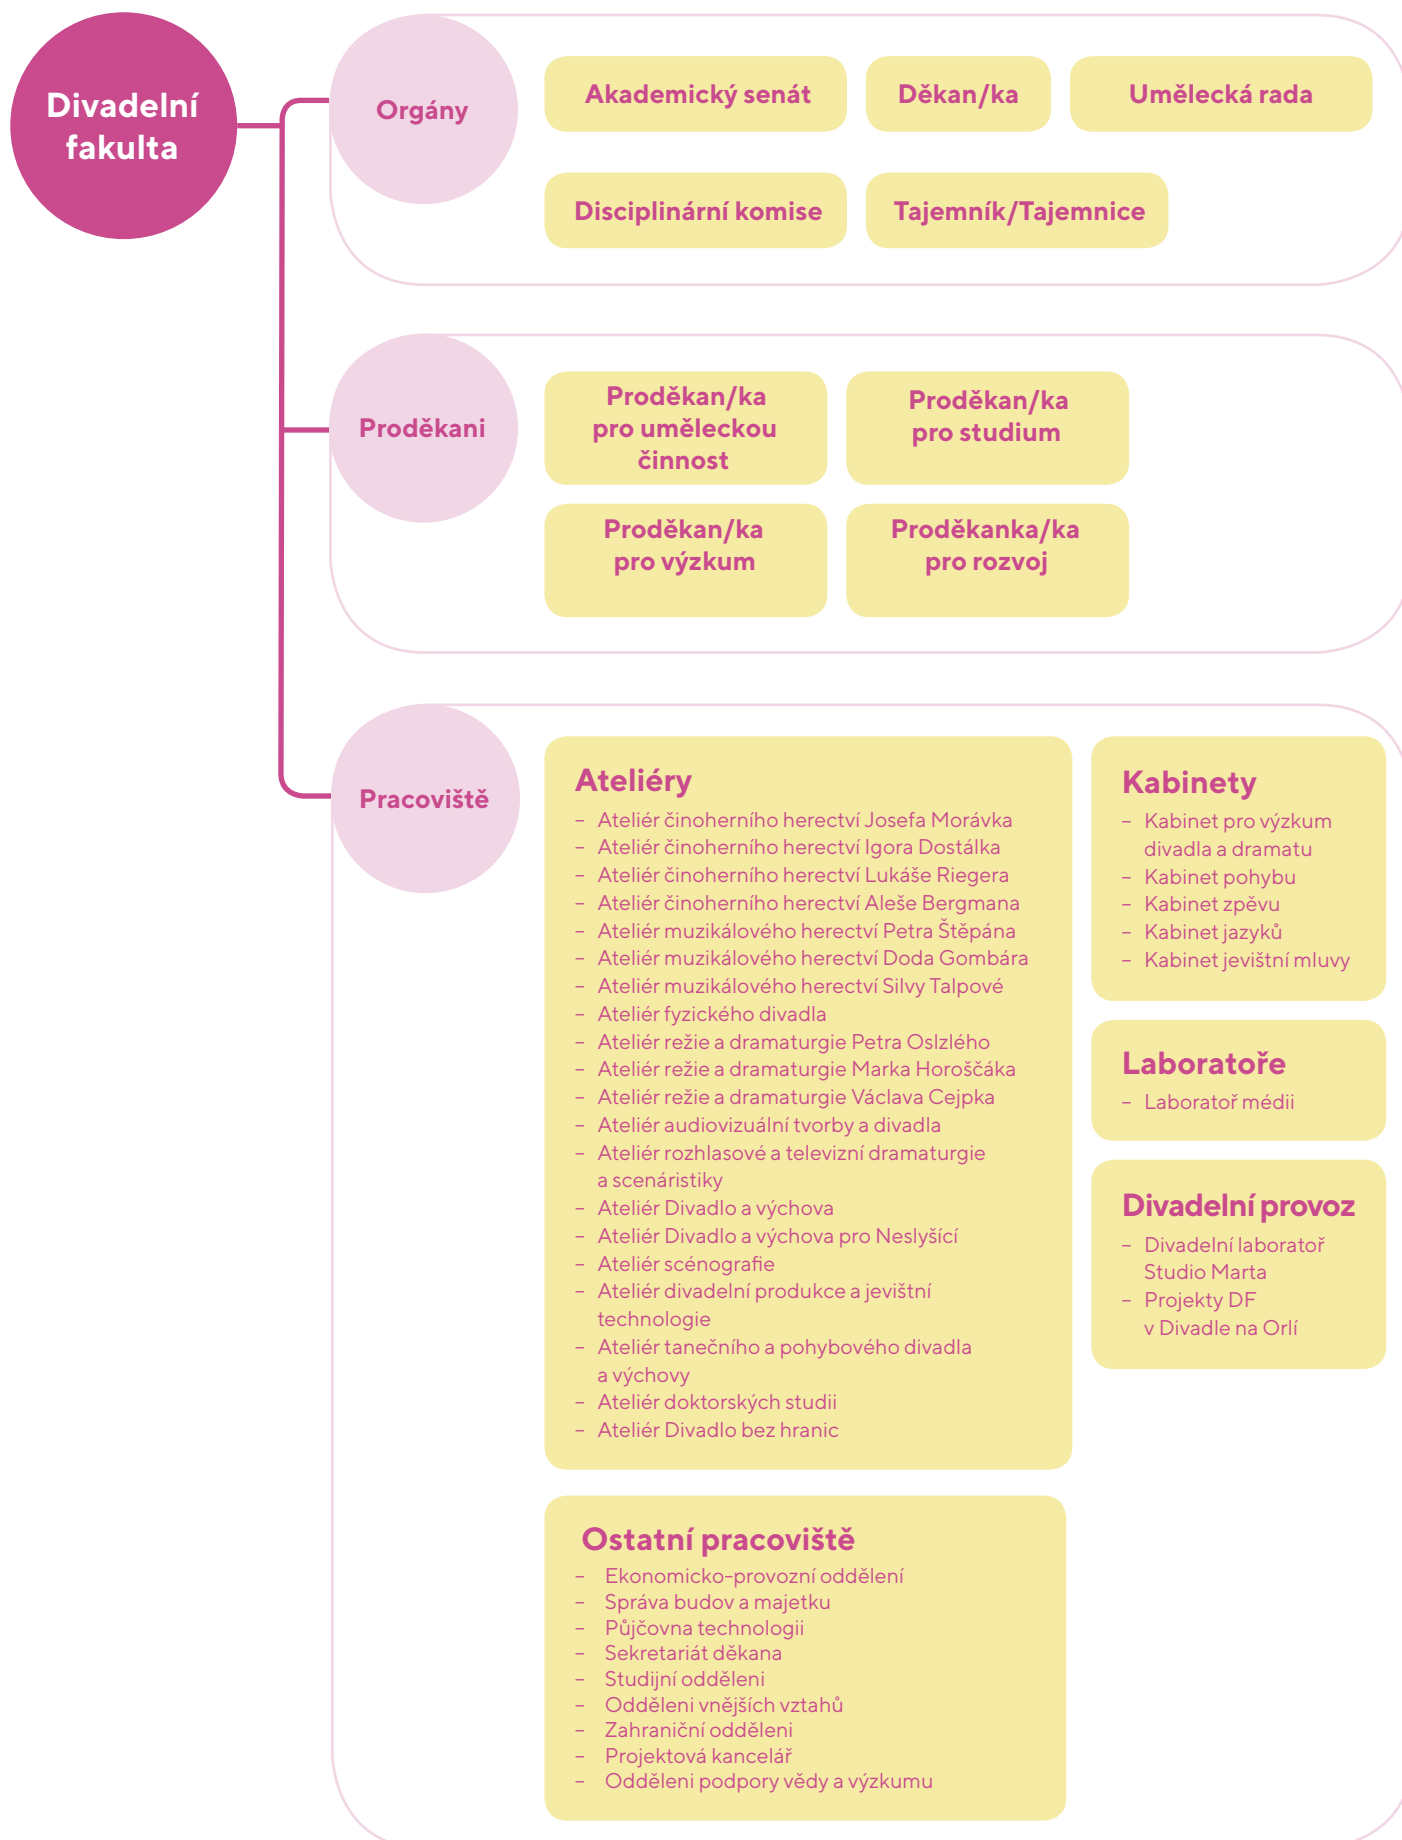 Divadelní
fakulta
Orgány
Akademický senát
Děkan/ka
Umělecká rada
Disciplinární komise
Tajemník/Tajemnice
Proděkani
Proděkan/ka
pro uměleckou
činnost
Proděkan/ka
pro studium
Proděkan/ka
pro výzkum
Proděkanka/ka
pro rozvoj
Pracoviště
Ateliéry
– Ateliér činoherního herectví Josefa Morávka
– Ateliér činoherního herectví Igora Dostálka
– Ateliér činoherního herectví Lukáše Riegera
– Ateliér činoherního herectví Aleše Bergmana
– Ateliér muzikálového herectví Petra Štěpána
– Ateliér muzikálového herectví Doda Gombára
– Ateliér muzikálového herectví Silvy Talpové
– Ateliér fyzického divadla
– Ateliér režie a dramaturgie Petra Oslzlého
– Ateliér režie a dramaturgie Marka Horoščáka
– Ateliér režie a dramaturgie Václava Cejpka
– Ateliér audiovizuální tvorby a divadla
– Ateliér rozhlasové a televizní dramaturgie
a scenáristiky
– Ateliér Divadlo a výchova
– Ateliér Divadlo a výchova pro Neslyšící
– Ateliér scénografie
– Ateliér divadelní produkce a jevištní
technologie
– Ateliér tanečního a pohybového divadla
a výchovy
– Ateliér doktorských studii
– Ateliér Divadlo bez hranic
Kabinety
– Kabinet pro výzkum
divadla a dramatu
– Kabinet pohybu
– Kabinet zpěvu
– Kabinet jazyků
– Kabinet jevištní mluvy
Laboratoře
– Laboratoř médii
Divadelní provoz
– Divadelní laboratoř
Studio Marta
– Projekty DF
v Divadle na Orlí
Ostatní pracoviště
– Ekonomicko-provozní oddělení
– Správa budov a majetku
– Půjčovna technologii
– Sekretariát děkana
– Studijní odděleni
– Odděleni vnějších vztahů
– Zahraniční odděleni
– Projektová kancelář
– Odděleni podpory vědy a výzkumu